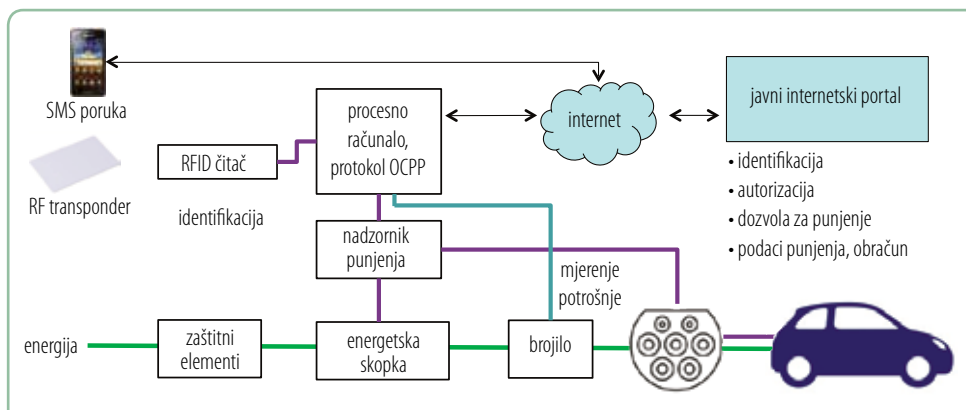 SMS poruka
RF transponder
RFID čitač
identifikacija
procesno
računalo,
protokol OCPP
internet
javni internetski portal
• identifikacija
• autorizacija
• dozvola za punjenje
• podaci punjenja, obračun
nadzornik
punjenja
mjerenje
potrošnje
energija
zaštitni
elementi
energetska
skopka
brojilo